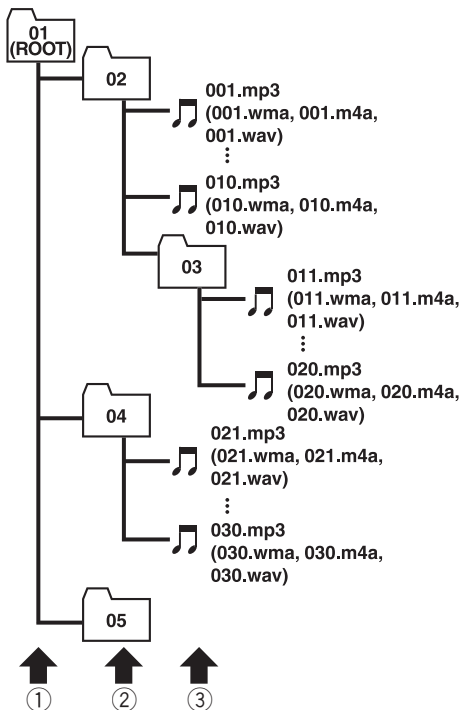 01
(ROOT)
02
001.mp3
(001.wma, 001.m4a,
001.wav)
010.mp3
(010.wma, 010.m4a,
010.wav)
03
011.mp3
(011.wma, 011.m4a,
011.wav)
020.mp3
(020.wma, 020.m4a,
020.wav)
04
021.mp3
(021.wma, 021.m4a,
021.wav)
030.mp3
(030.wma, 030.m4a,
030.wav)
05
① ② ③